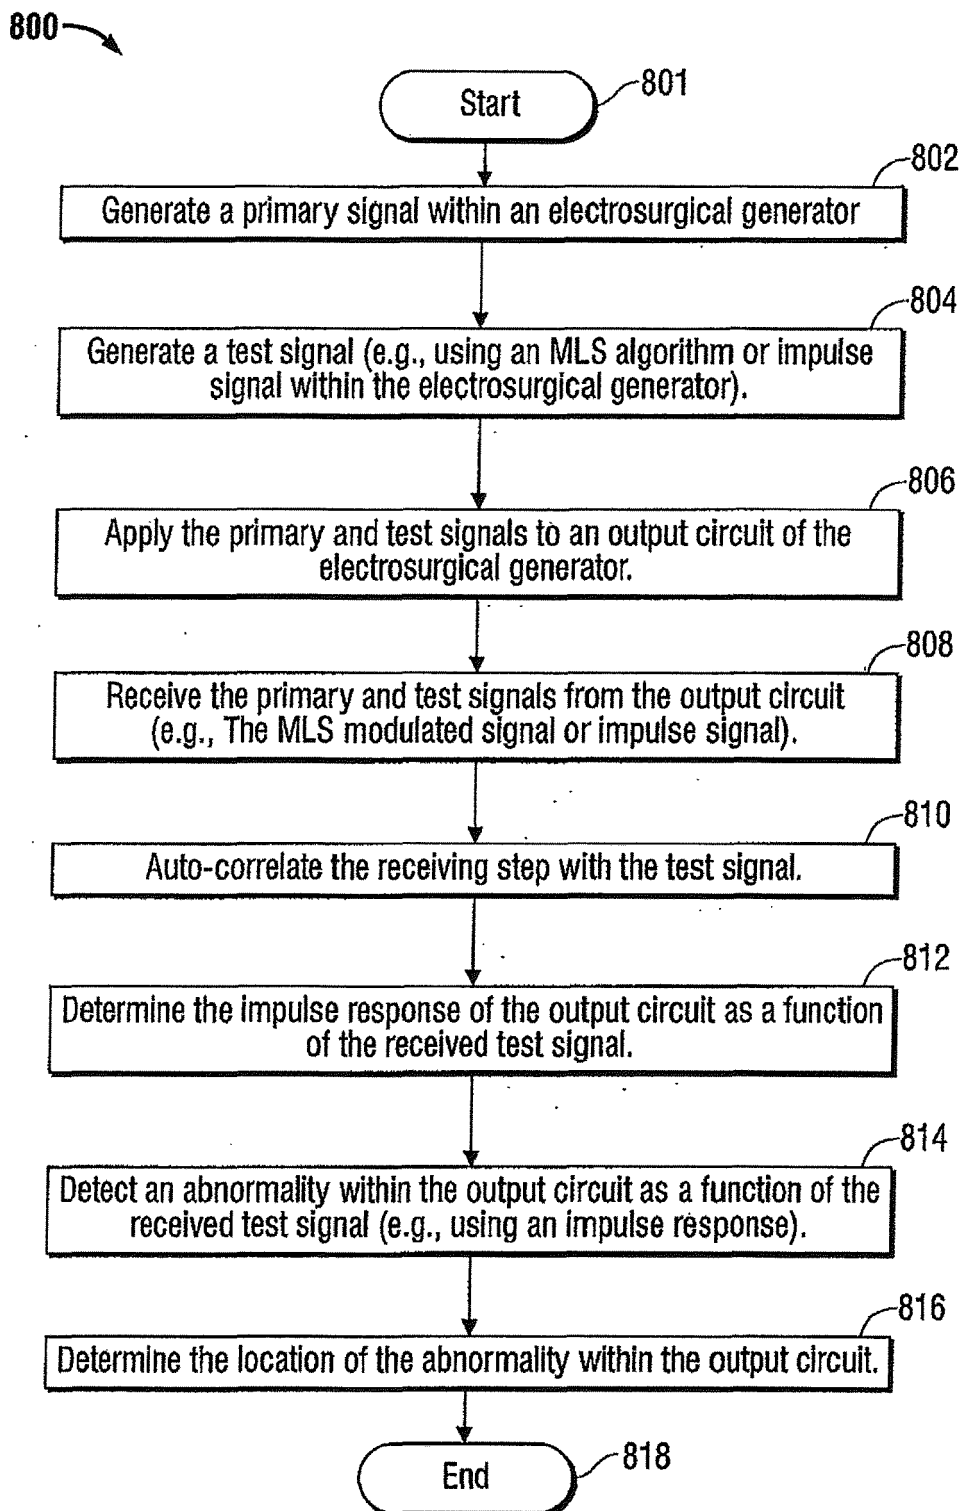 800
Start
801
802
Generate a primary signal within an electrosurgical generator
804
Generate a test signal (e.g., using an MLS algorithm or impulse
signal within the electrosurgical generator).
806
Apply the primary and test signals to an output circuit of the
electrosurgical generator.
808
Receive the primary and test signals from the output circuit
(e.g., The MLS modulated signal or impulse signal).
810
Auto-correlate the receiving step with the test signal.
812
Determine the impulse response of the output circuit as a function
of the received test signal.
814
Detect an abnormality within the output circuit as a function of the
received test signal (e.g., using an impulse response).
816
Determine the location of the abnormality within the output circuit.
End
818